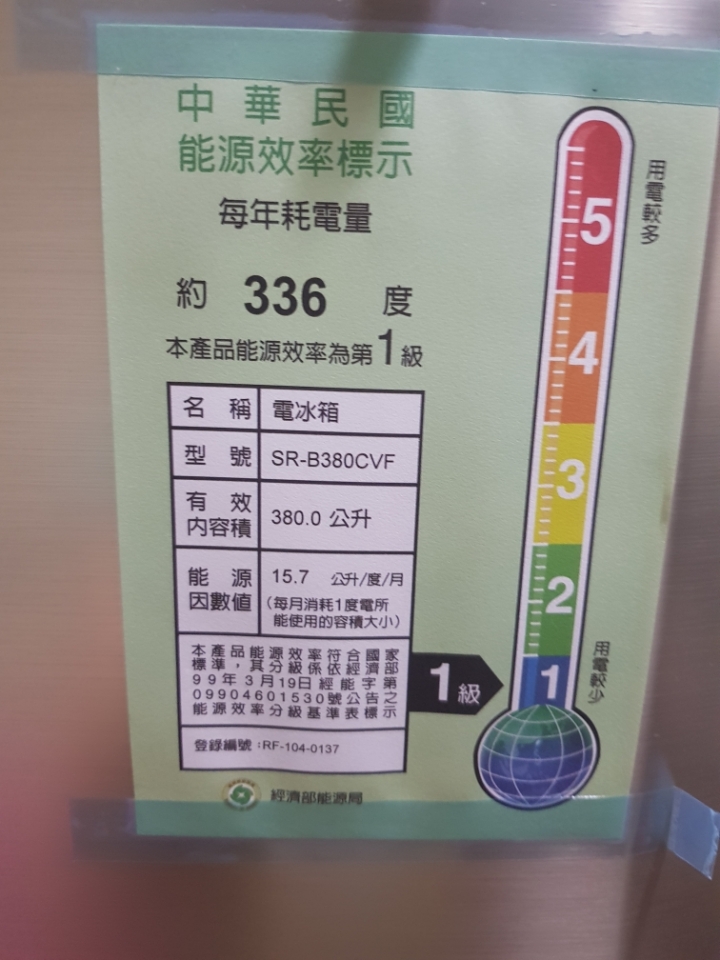 中華民國
能源效率標示
每年耗電量
約 336 度
本產品能源效率為第1級
名稱 電冰箱
型號 SR-B380CVF
有效內容積 380.0 公升
能源因數值 15.7 公升/度/月
(每月消耗1度電所
能使用的容積大小)
本產品能源效率符合國家
標準，其分級係依經濟部
99年3月19日經能字第
09904601530號公告之
能源效率分級基準表標示
登錄編號：RF-104-0137
經濟部能源局
用電較多
5
4
3
2
1
1級
用電較少